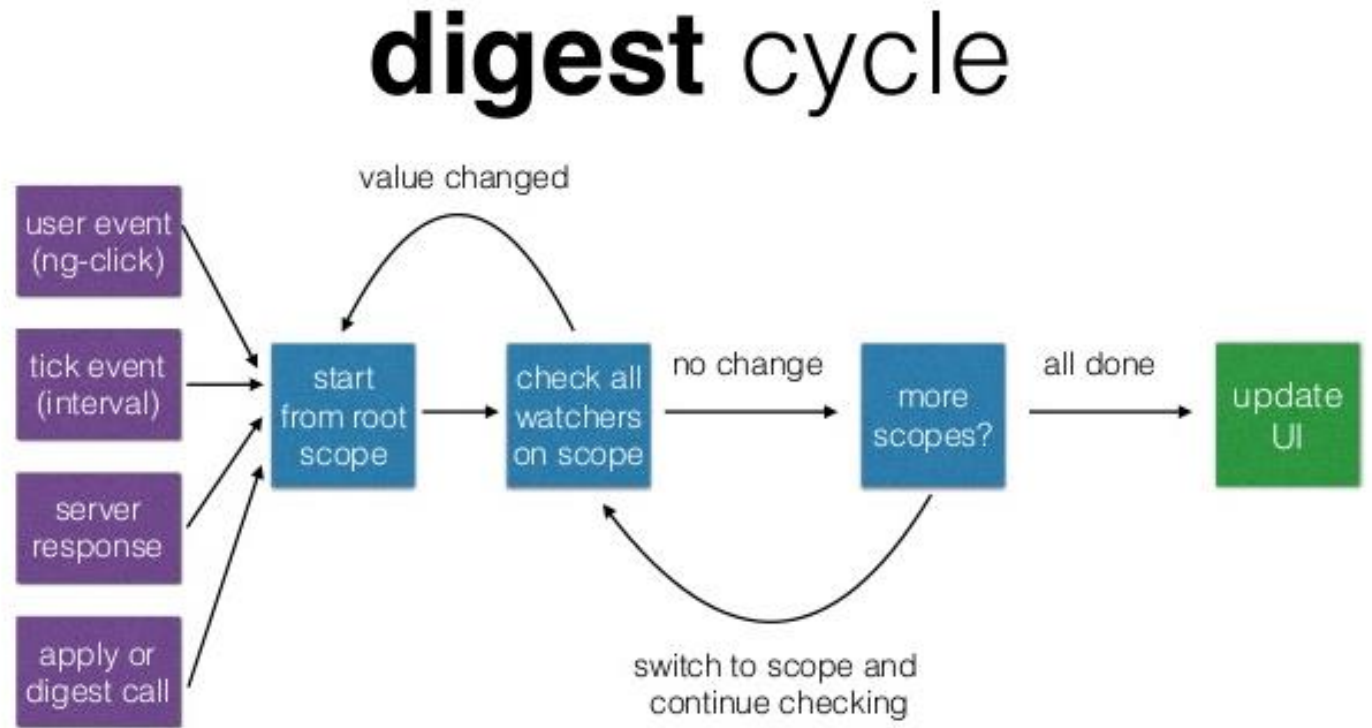 digest cycle
value changed
user event
(ng-click)
tick event
(interval)
server
response
apply or
digest call
start
from root
scope
check all
watchers
on scope
no change
more
scopes?
all done
update
UI
switch to scope and
continue checking